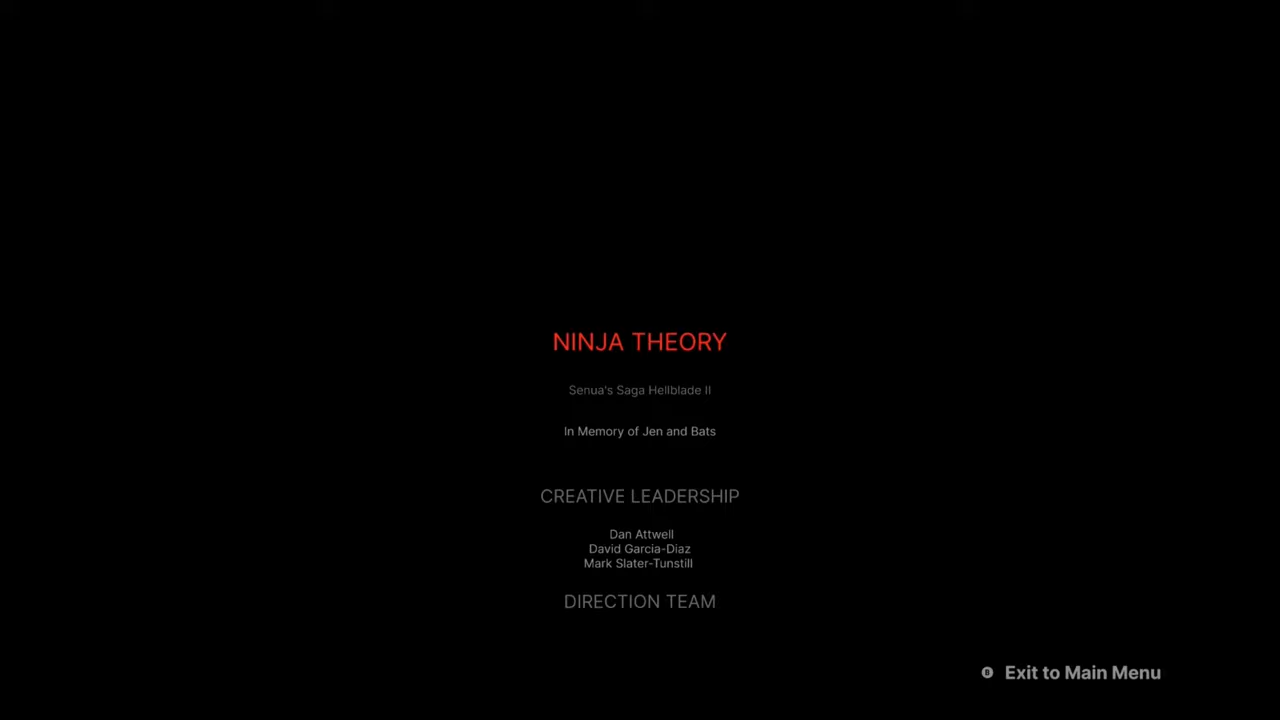 NINJA THEORY
Senua's Saga Hellblade II
In Memory of Jen and Bats
CREATIVE LEADERSHIP
Dan Attwell
David Garcia-Diaz
Mark Slater-Tunstill
DIRECTION TEAM
B Exit to Main Menu